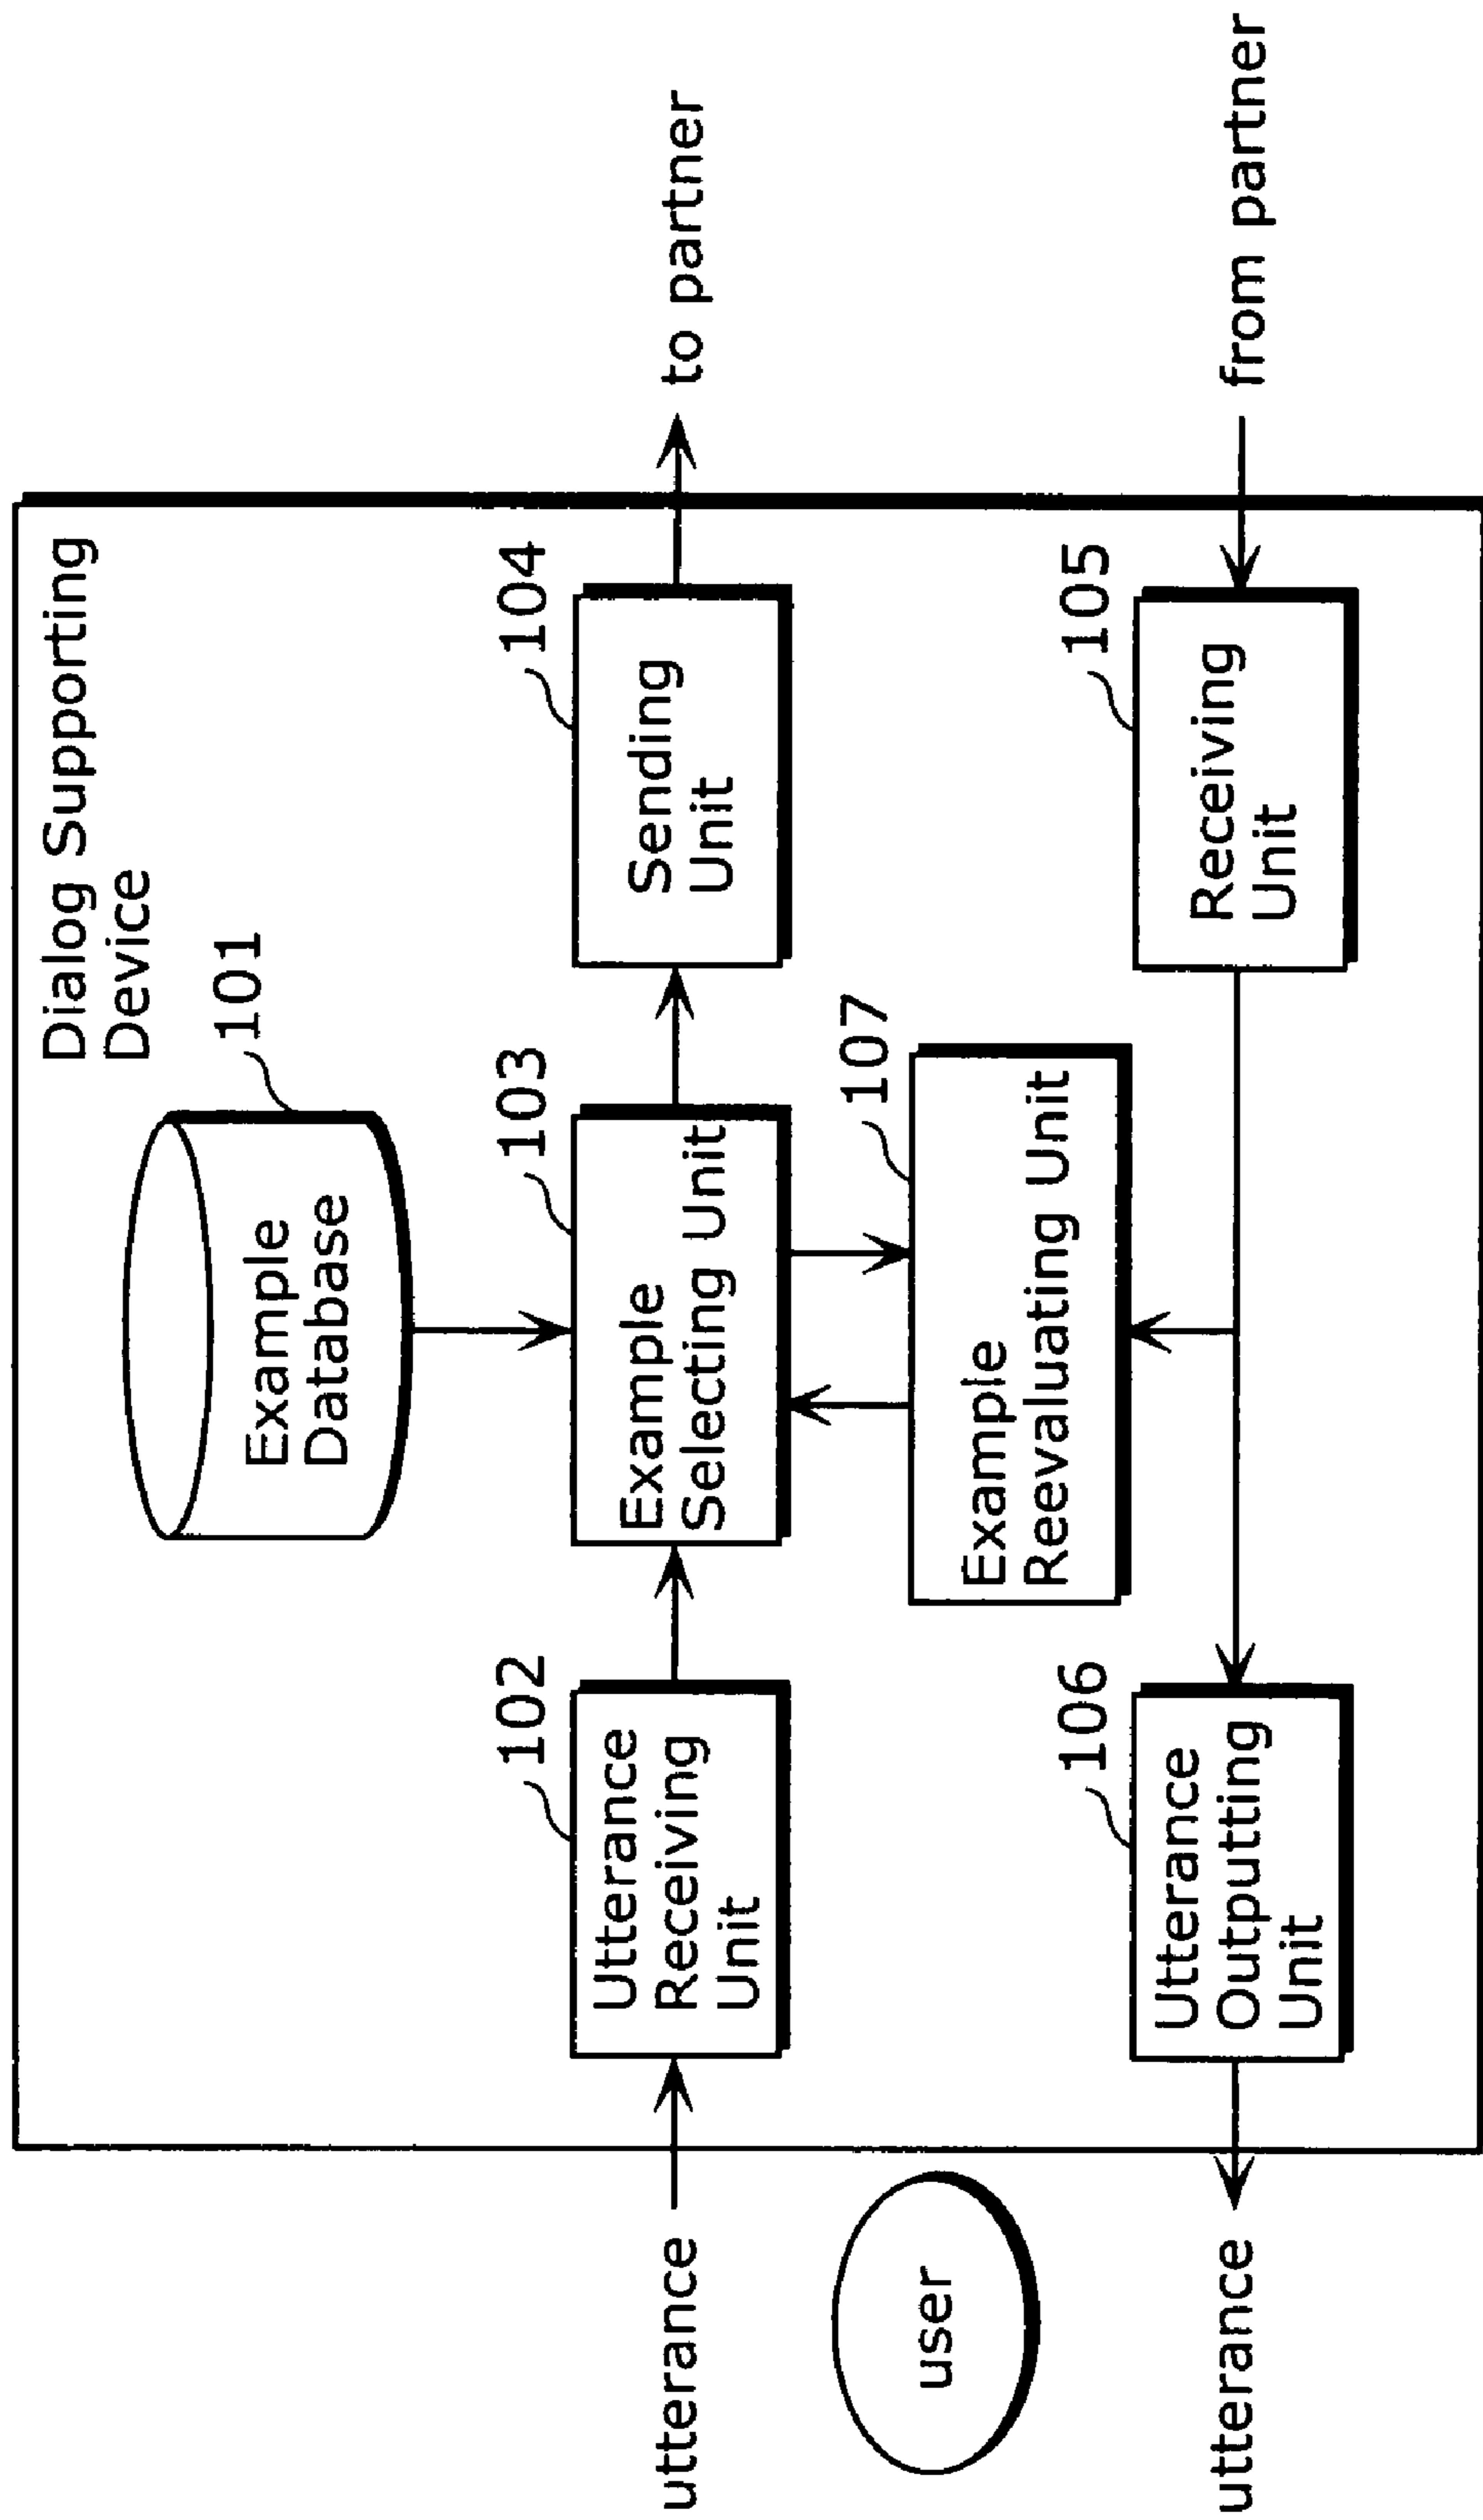 Dialog Supporting
Device
101
Example
Database
102
103
104
utterance
Utterance
Receiving
Unit
Example
Selecting Unit
Sending
Unit
to partner
user
107
Example
Reevaluating Unit
106
105
utterance
Utterance
Outputting
Unit
Receiving
Unit
from partner